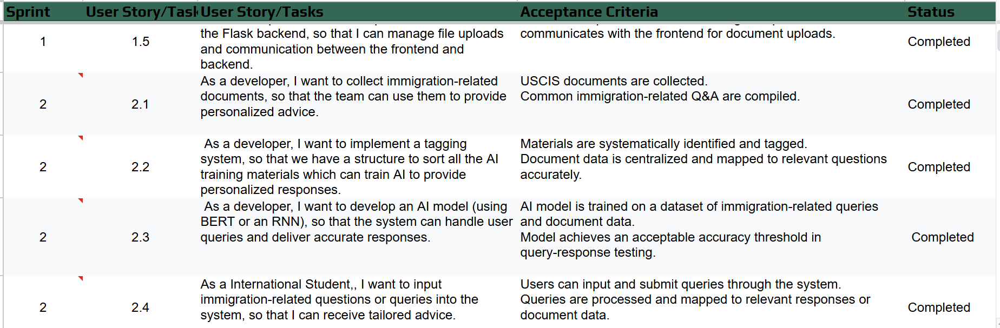 Sprint User Story/Task User Story/Tasks Acceptance Criteria Status
1 1.5 the Flask backend, so that I can manage file uploads
and communication between the frontend and
backend. communicates with the frontend for document uploads. Completed
2 2.1 As a developer, I want to collect immigration-related
documents, so that the team can use them to provide
personalized advice. USCIS documents are collected.
Common immigration-related Q&A are compiled. Completed
2 2.2 As a developer, I want to implement a tagging
system, so that we have a structure to sort all the AI
training materials which can train AI to provide
personalized responses. Materials are systematically identified and tagged.
Document data is centralized and mapped to relevant questions
accurately. Completed
2 2.3 As a developer, I want to develop an AI model (using
BERT or an RNN), so that the system can handle user
queries and deliver accurate responses. AI model is trained on a dataset of immigration-related queries
and document data.
Model achieves an acceptable accuracy threshold in
query-response testing. Completed
2 2.4 As a International Student,, I want to input
immigration-related questions or queries into the
system, so that I can receive tailored advice. Users can input and submit queries through the system.
Queries are processed and mapped to relevant responses or
document data. Completed